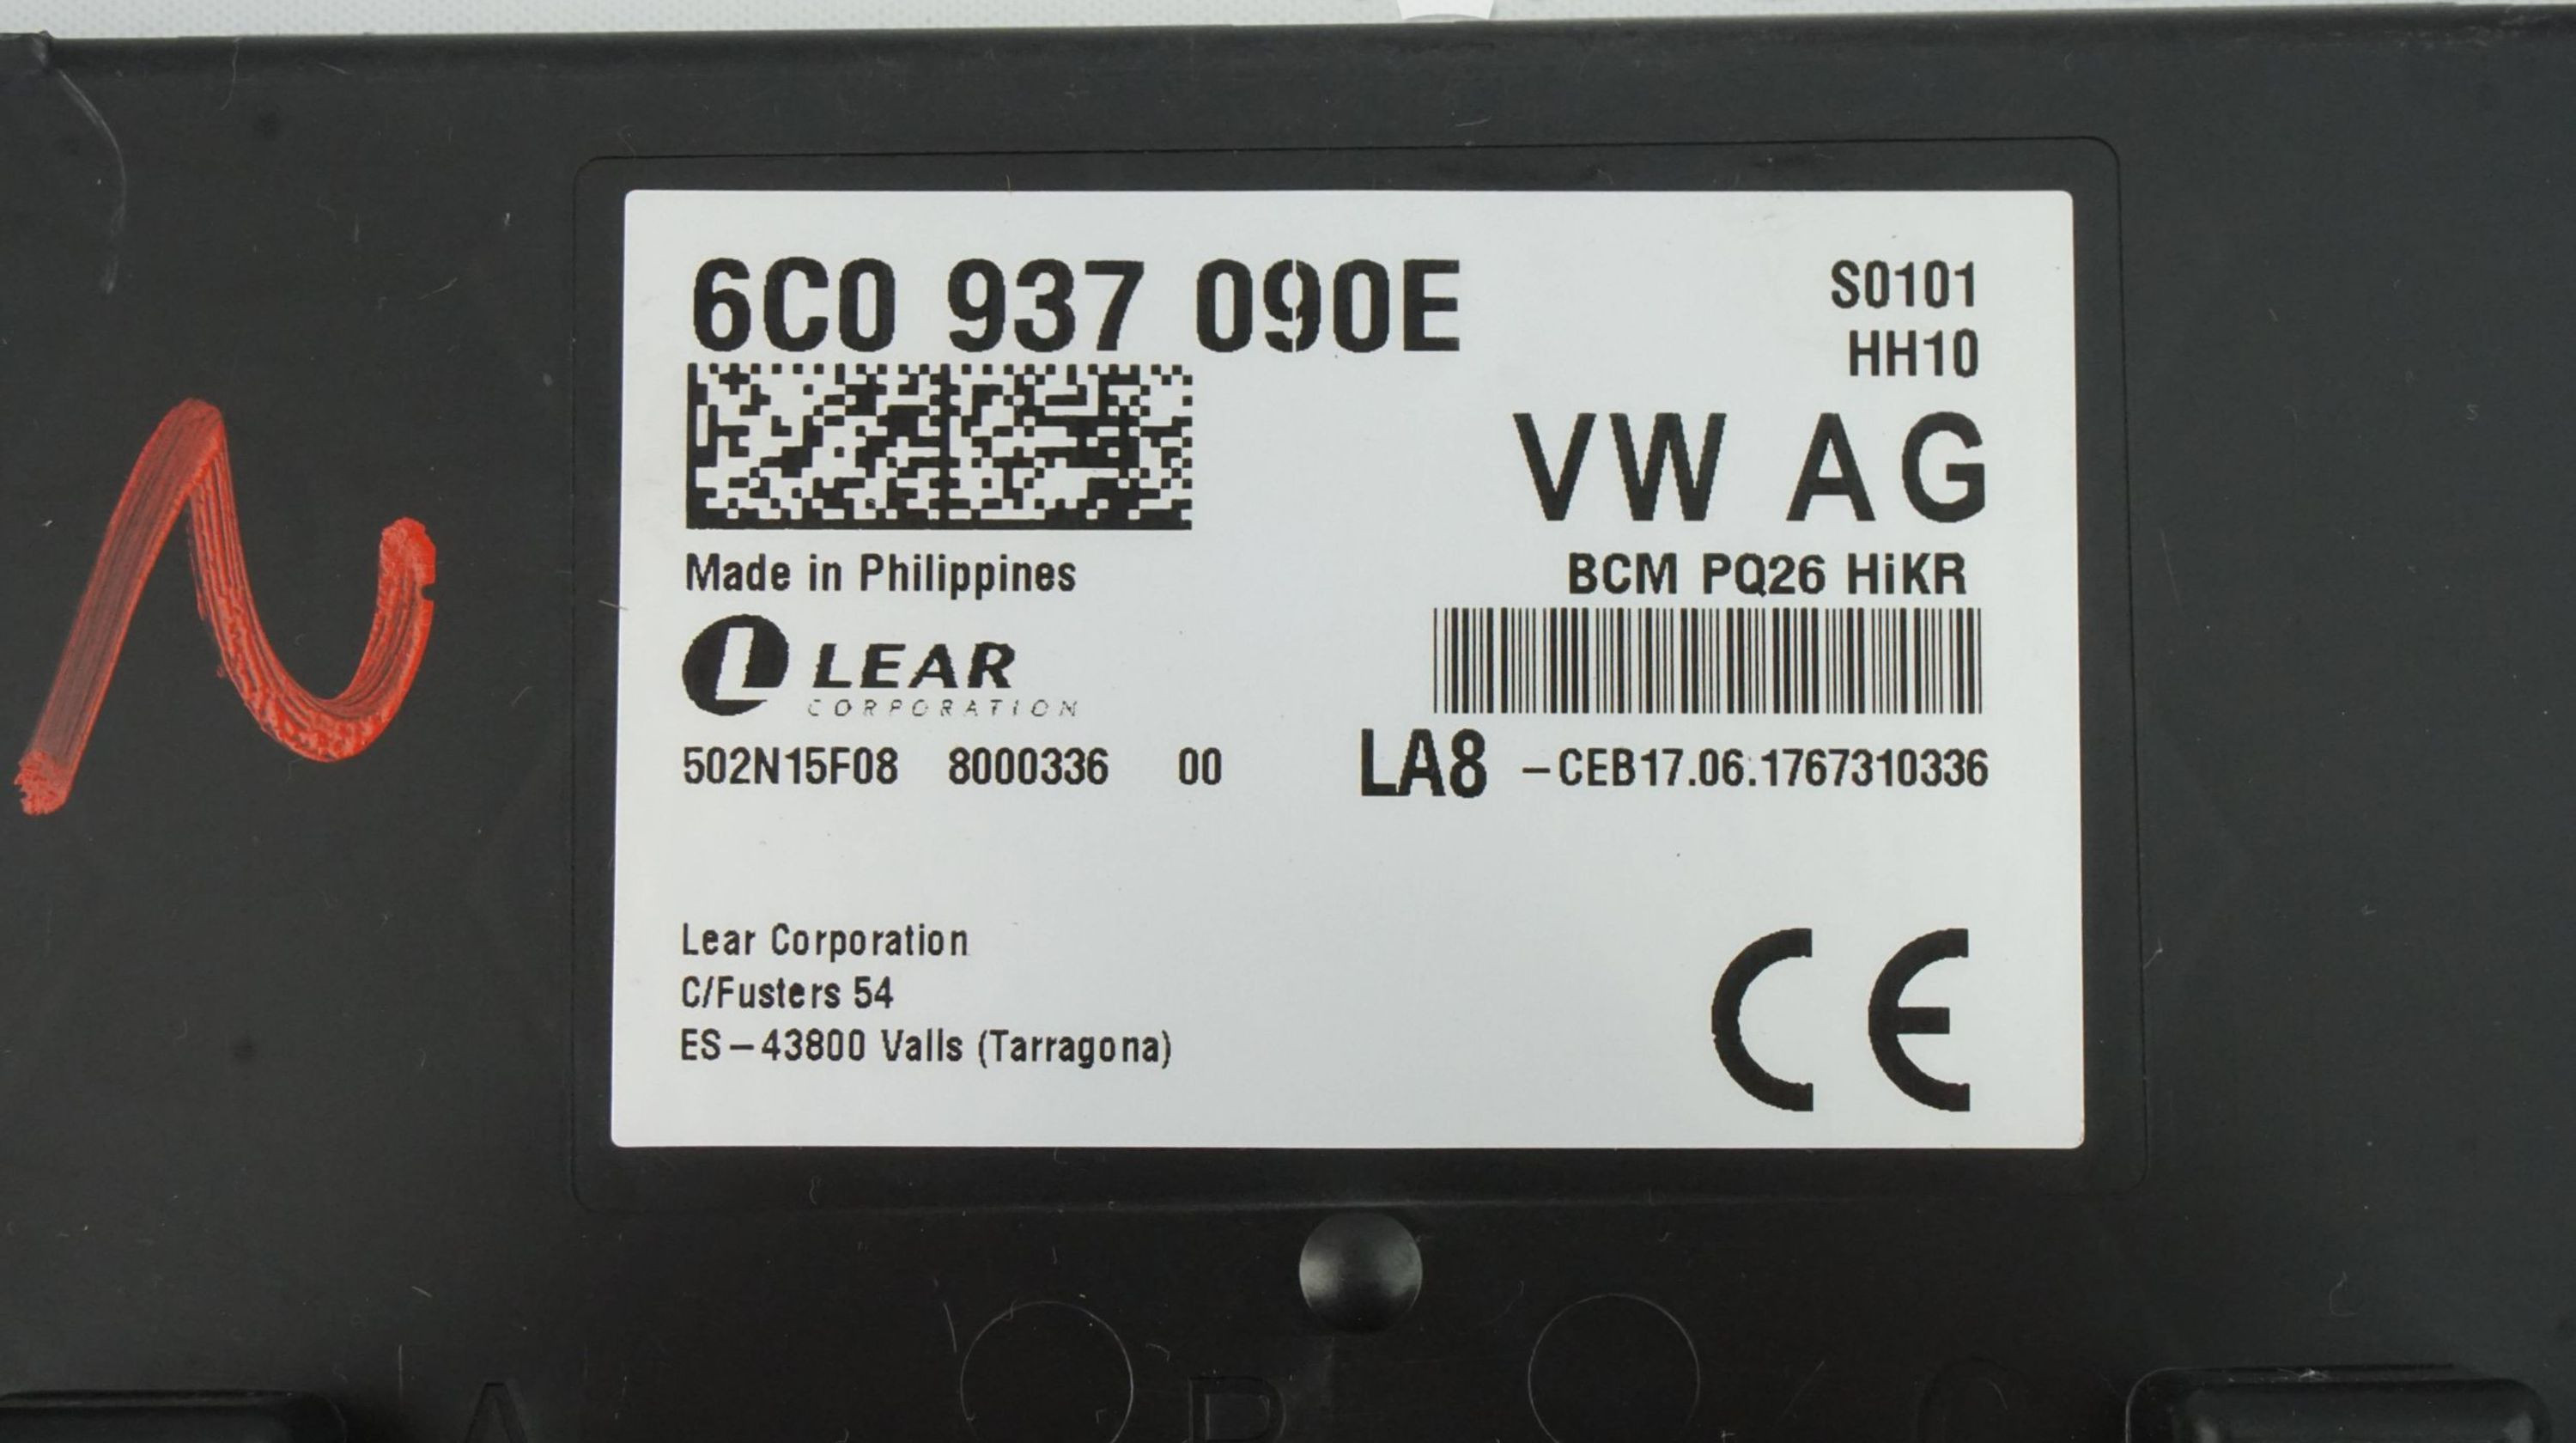 6C0 937 090E
S0101
HH10
VW AG
Made in Philippines
BCM PQ26 HiKR
LEAR
CORPORATION
502N15F08 8000336 00
LA8 -CEB17.06.1767310336
Lear Corporation
C/Fusters 54
ES-43800 Valls (Tarragona)
CE
A